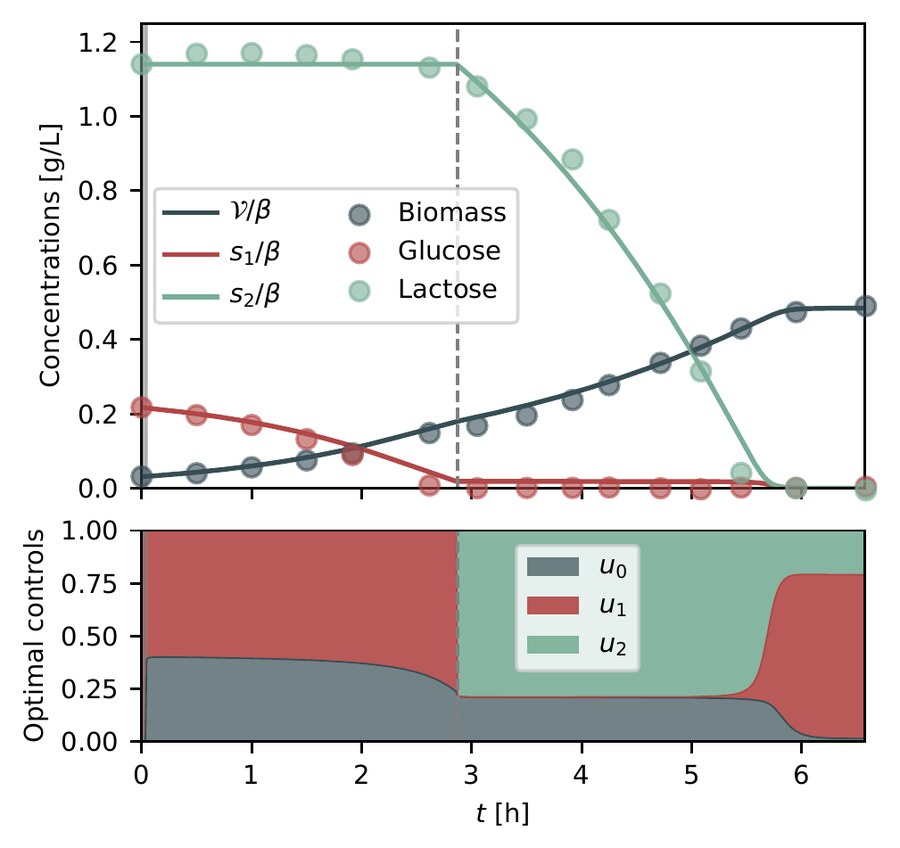 Concentrations [g/L]
1.2
1.0
0.8
0.6
0.4
0.2
0.0
𝒱/β Biomass
s₁/β Glucose
s₂/β Lactose
Optimal controls
1.00
0.75
0.50
0.25
0.00
u₀
u₁
u₂
0 1 2 3 4 5 6
t [h]